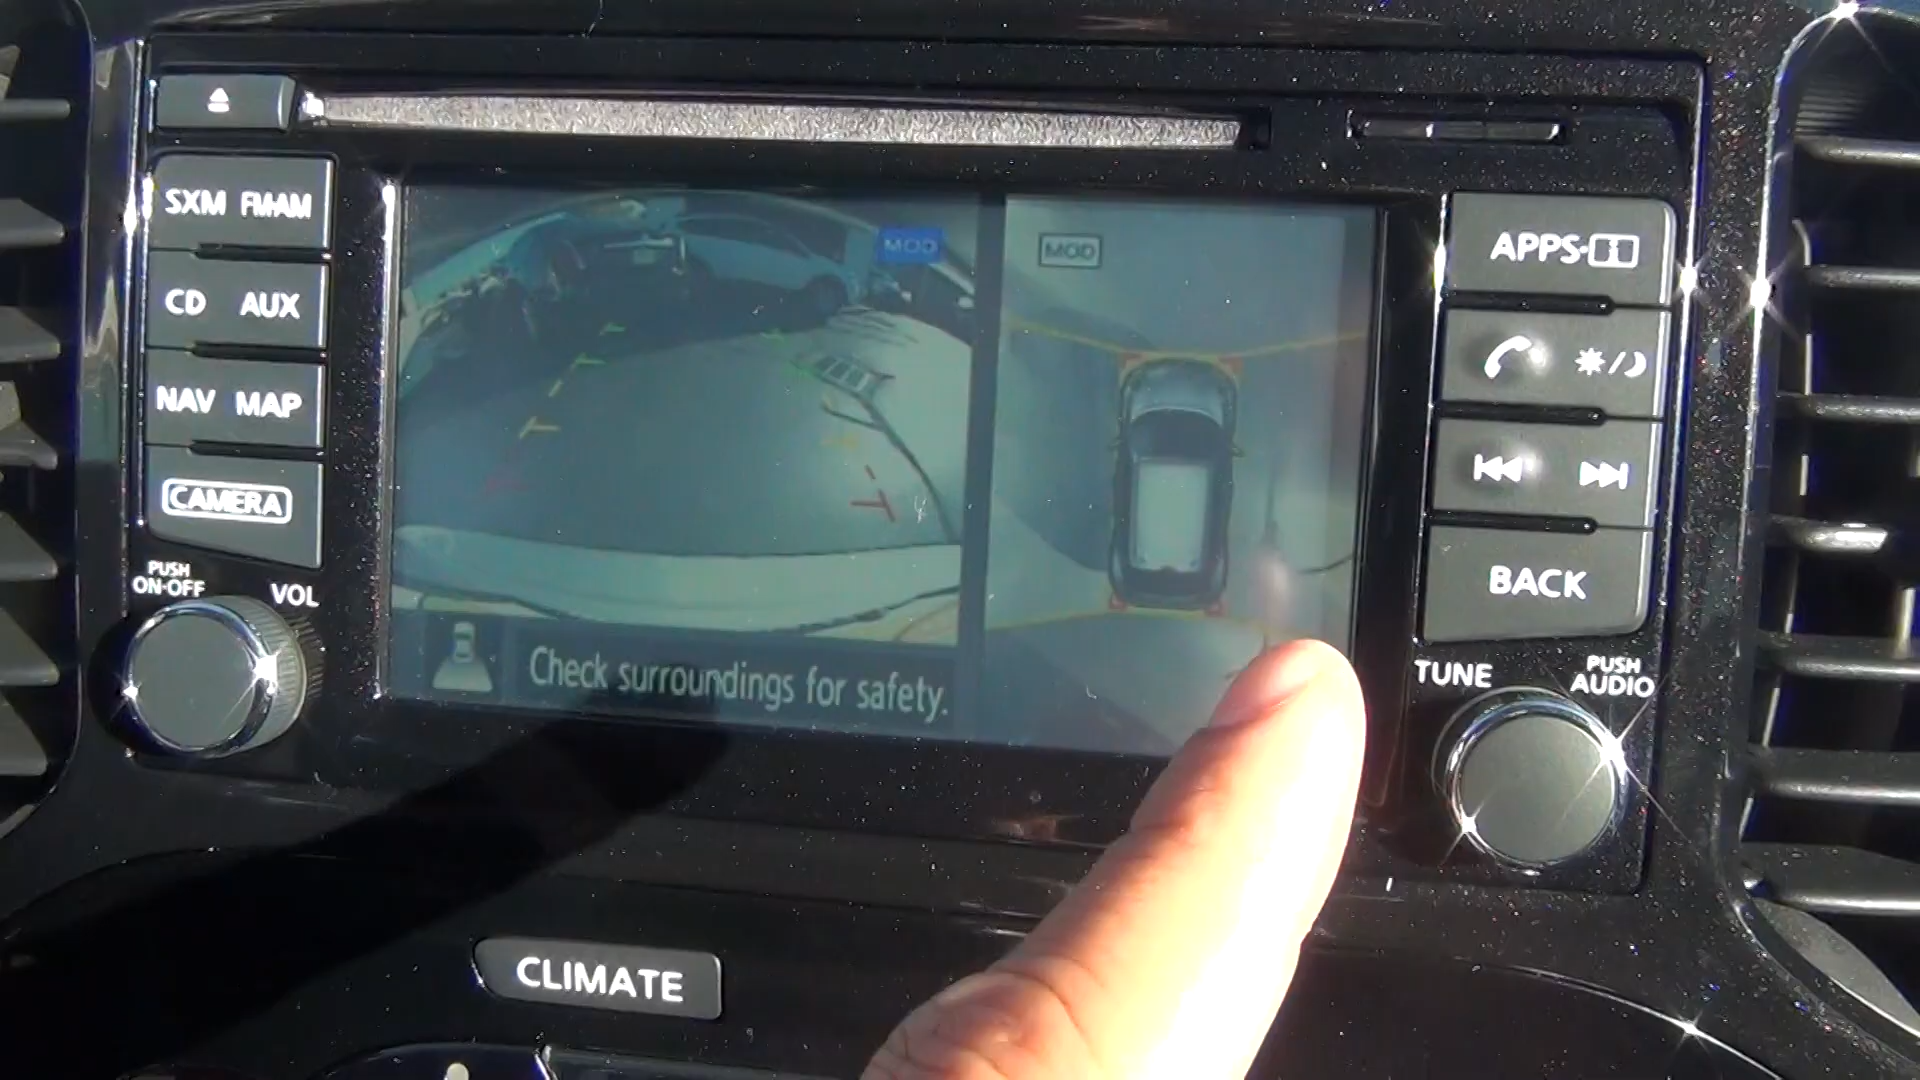 SXM FM·AM
CD AUX
NAV MAP
CAMERA
PUSH
ON·OFF
VOL
MOD
MOD
Check surroundings for safety.
APPS·i
BACK
TUNE
PUSH
AUDIO
CLIMATE